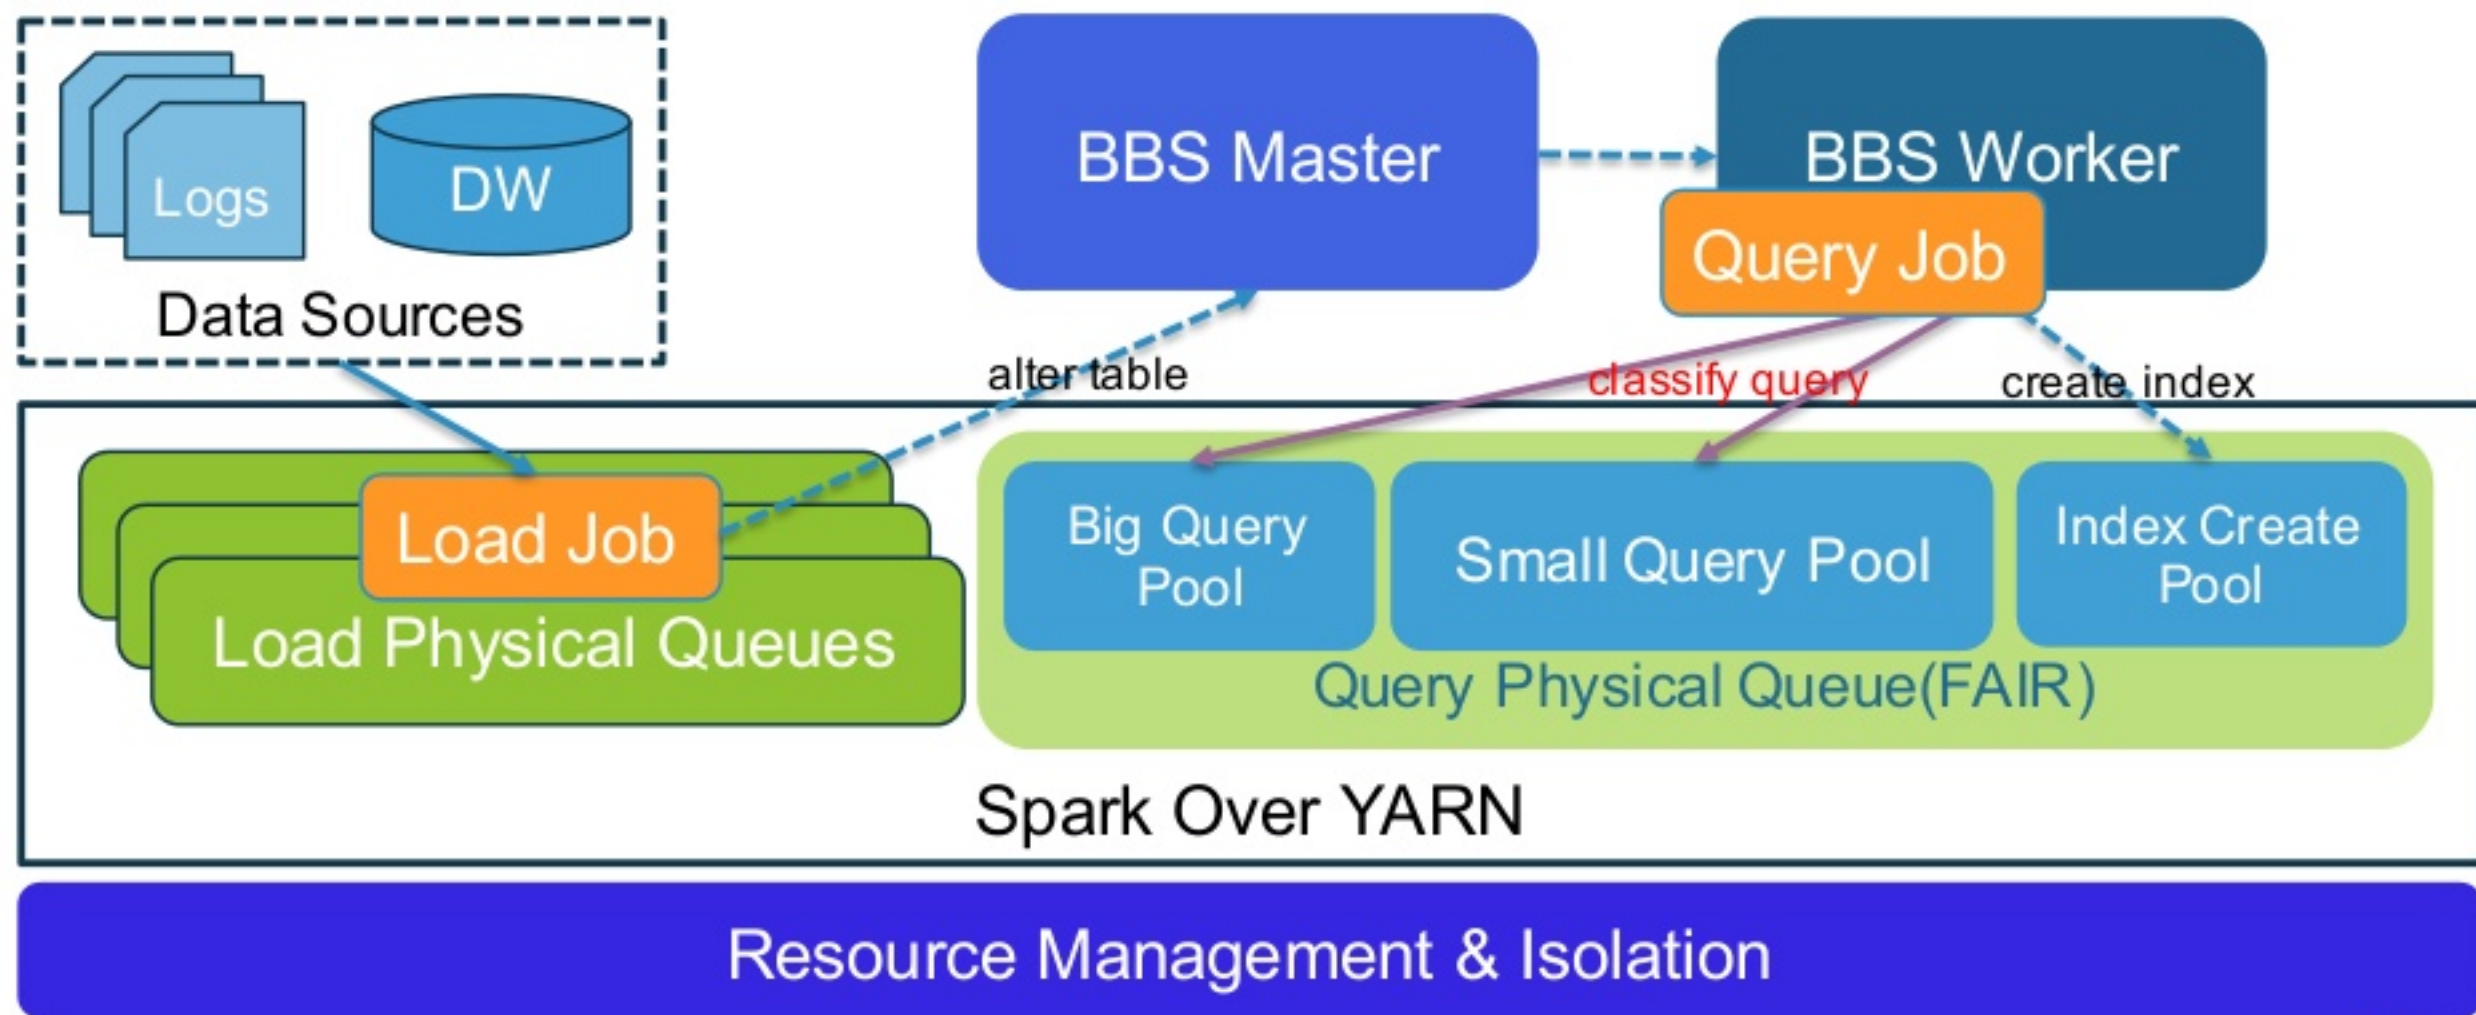 Logs
DW
Data Sources
BBS Master
BBS Worker
Query Job
alter table
classify query
create index
Load Job
Load Physical Queues
Big Query
Pool
Small Query Pool
Index Create
Pool
Query Physical Queue(FAIR)
Spark Over YARN
Resource Management & Isolation